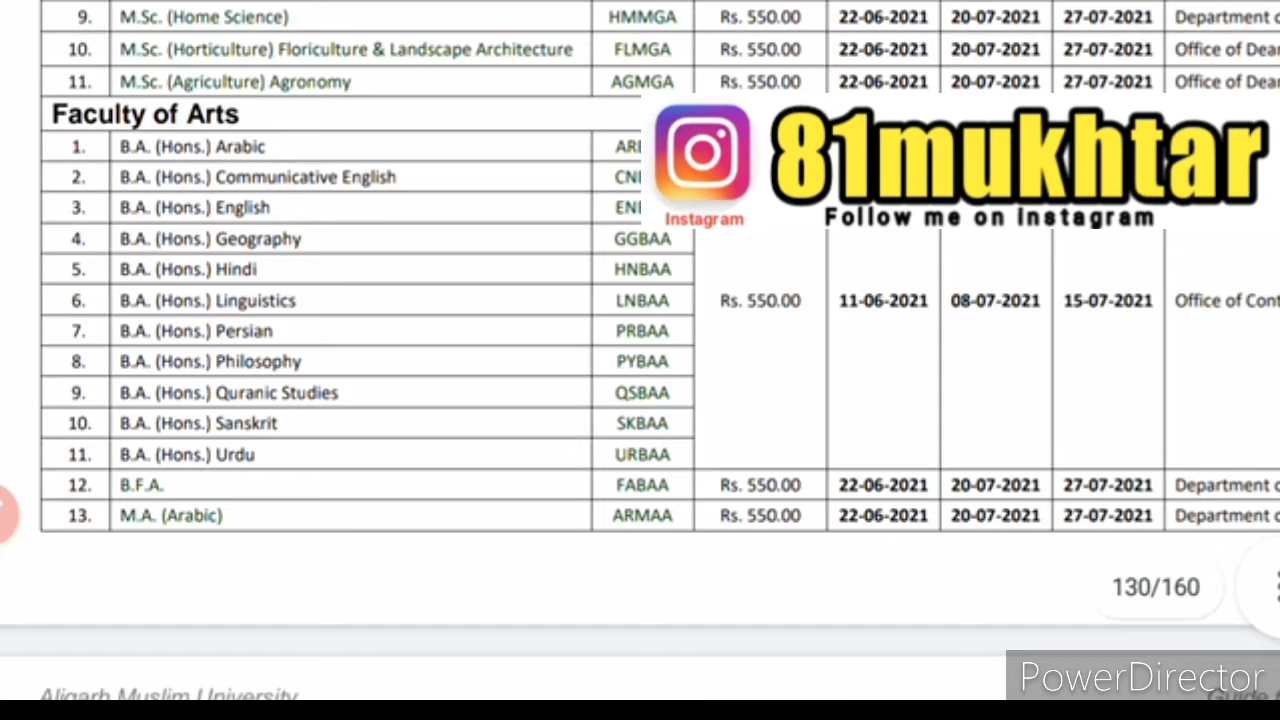 9. M.Sc. (Home Science) HMMGA Rs. 550.00 22-06-2021 20-07-2021 27-07-2021 Department
10. M.Sc. (Horticulture) Floriculture & Landscape Architecture FLMGA Rs. 550.00 22-06-2021 20-07-2021 27-07-2021 Office of Dean
11. M.Sc. (Agriculture) Agronomy AGMGA Rs. 550.00 22-06-2021 20-07-2021 27-07-2021 Office of Dean
Faculty of Arts
1. B.A. (Hons.) Arabic
2. B.A. (Hons.) Communicative English
3. B.A. (Hons.) English
Instagram
81mukhtar
Follow me on instagram
4. B.A. (Hons.) Geography GGBAA
5. B.A. (Hons.) Hindi HNBAA
6. B.A. (Hons.) Linguistics LNBAA Rs. 550.00 11-06-2021 08-07-2021 15-07-2021 Office of
7. B.A. (Hons.) Persian PRBAA
8. B.A. (Hons.) Philosophy PYBAA
9. B.A. (Hons.) Quranic Studies QSBAA
10. B.A. (Hons.) Sanskrit SKBAA
11. B.A. (Hons.) Urdu URBAA
12. B.F.A. FABAA Rs. 550.00 22-06-2021 20-07-2021 27-07-2021 Department
13. M.A. (Arabic) ARMAA Rs. 550.00 22-06-2021 20-07-2021 27-07-2021 Department
130/160
PowerDirector
Aligarh Muslim University